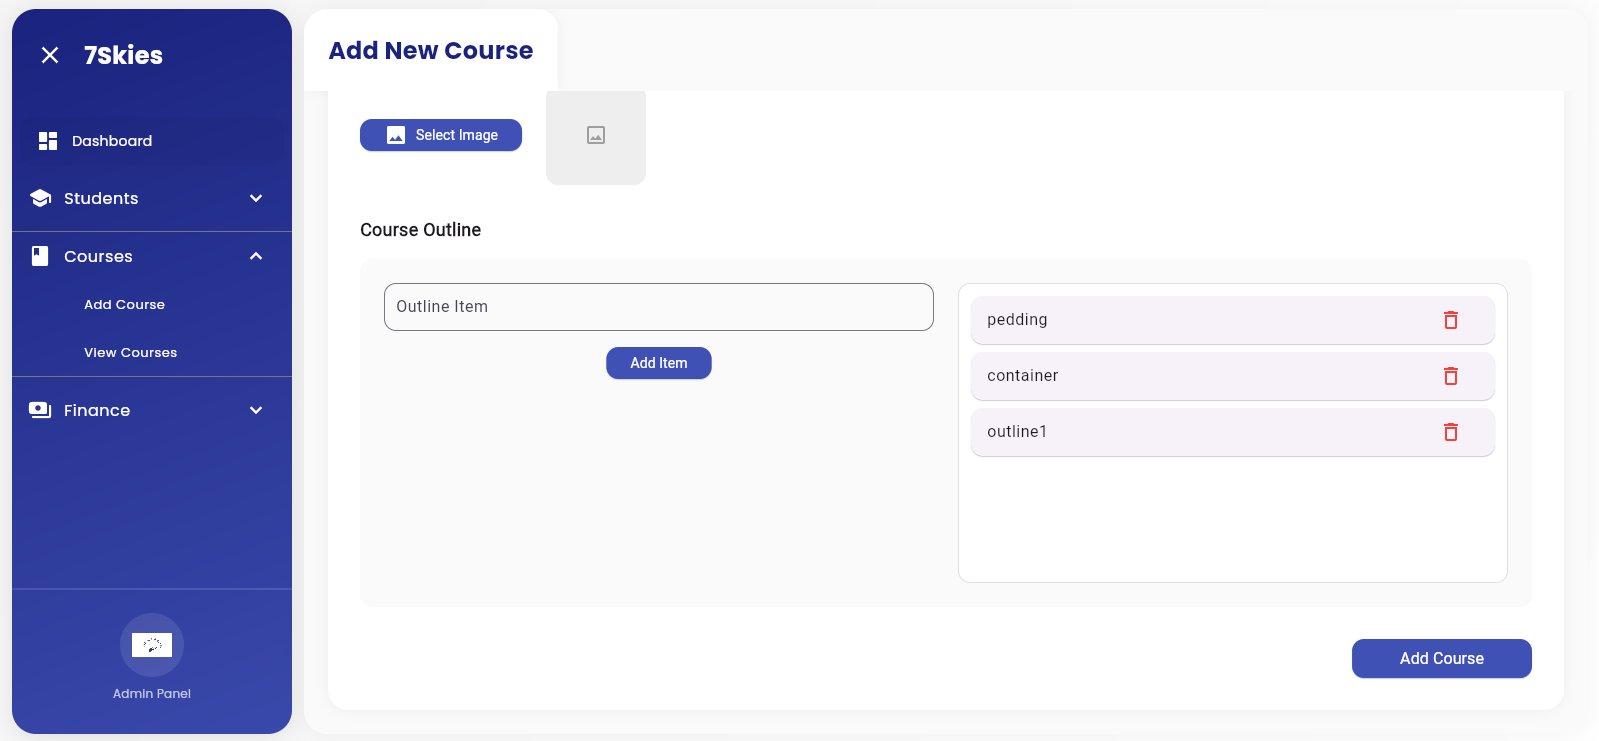 7Skies
Dashboard
Students
Courses
Add Course
View Courses
Finance
Admin Panel
Add New Course
Select Image
Course Outline
Outline Item
Add Item
pedding
container
outline1
Add Course